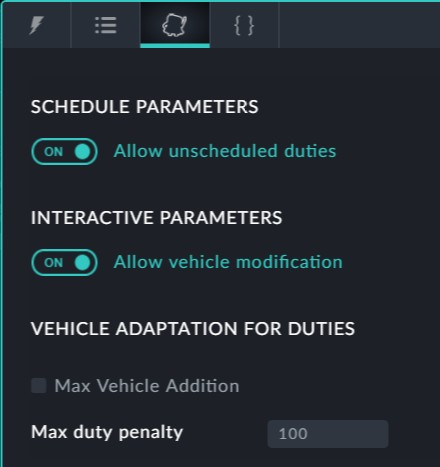 { }
SCHEDULE PARAMETERS
ON Allow unscheduled duties
INTERACTIVE PARAMETERS
ON Allow vehicle modification
VEHICLE ADAPTATION FOR DUTIES
Max Vehicle Addition
Max duty penalty 100